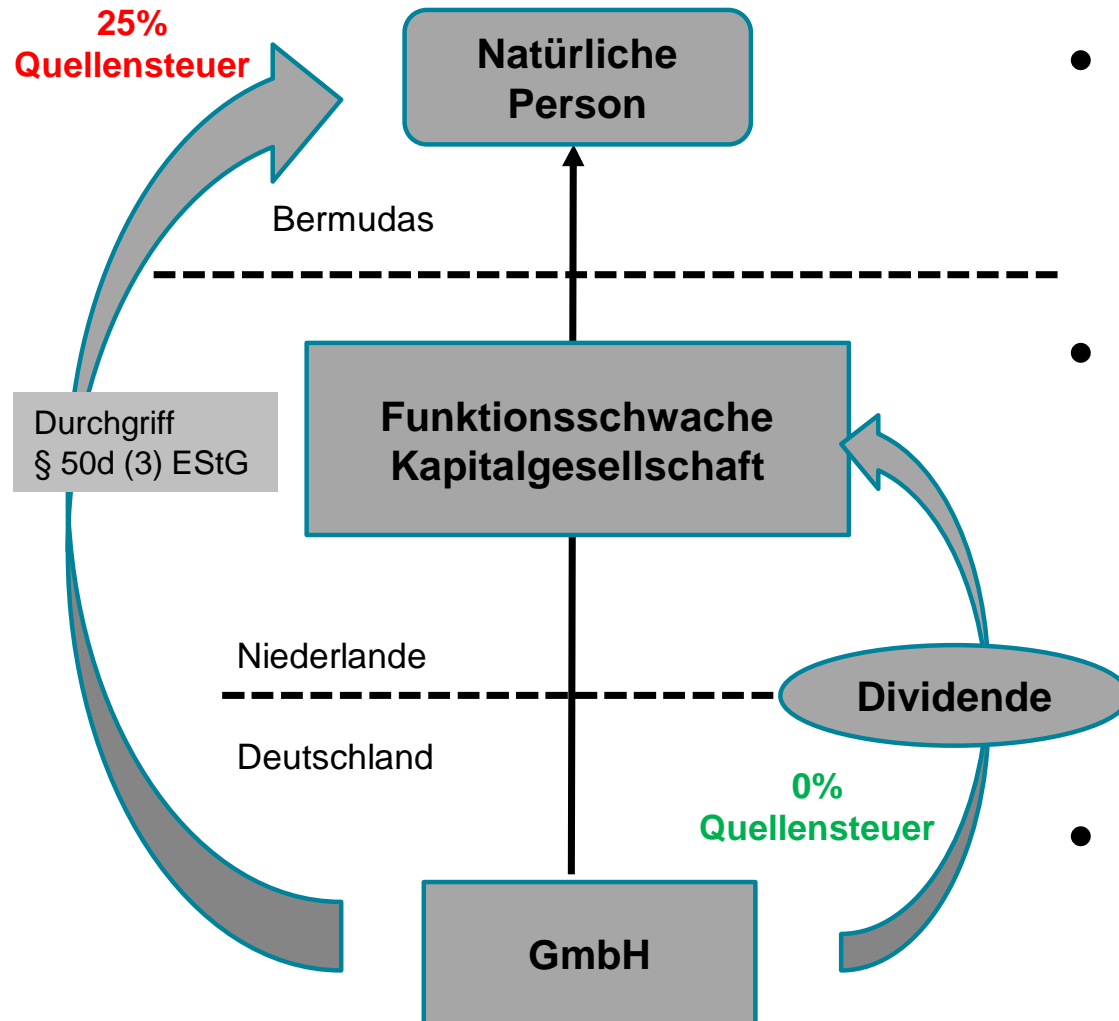 25%
Quellensteuer
Natürliche
Person
•
Bermudas
•
Funktionsschwache
Kapitalgesellschaft
Durchgriff
§ 50d (3) EStG
Niederlande
Dividende
Deutschland
0%
Quellensteuer
•
GmbH